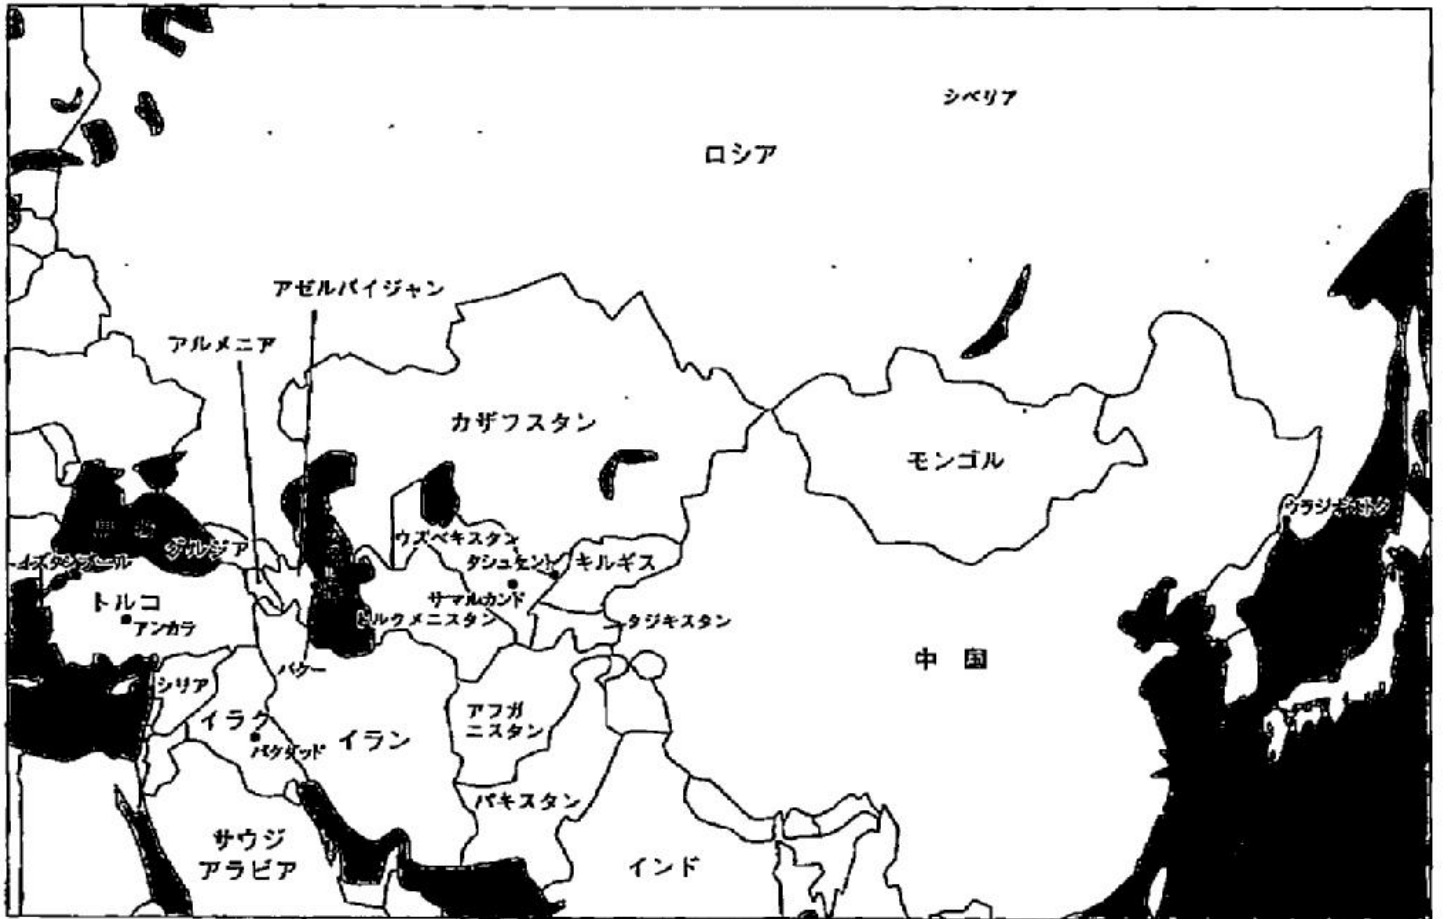 シベリア
ロシア
アゼルバイジャン
アルメニア
カザフスタン
モンゴル
ウラジオストク
ウズベキスタン
グルジア
タシュケント
キルギス
イスタンブール
トルコ
サマルカンド
アンカラ
トルクメニスタン
タジキスタン
中国
バクー
シリア
アフガ
ニスタン
イラク
イラン
バクダッド
パキスタン
サウジ
アラビア
インド